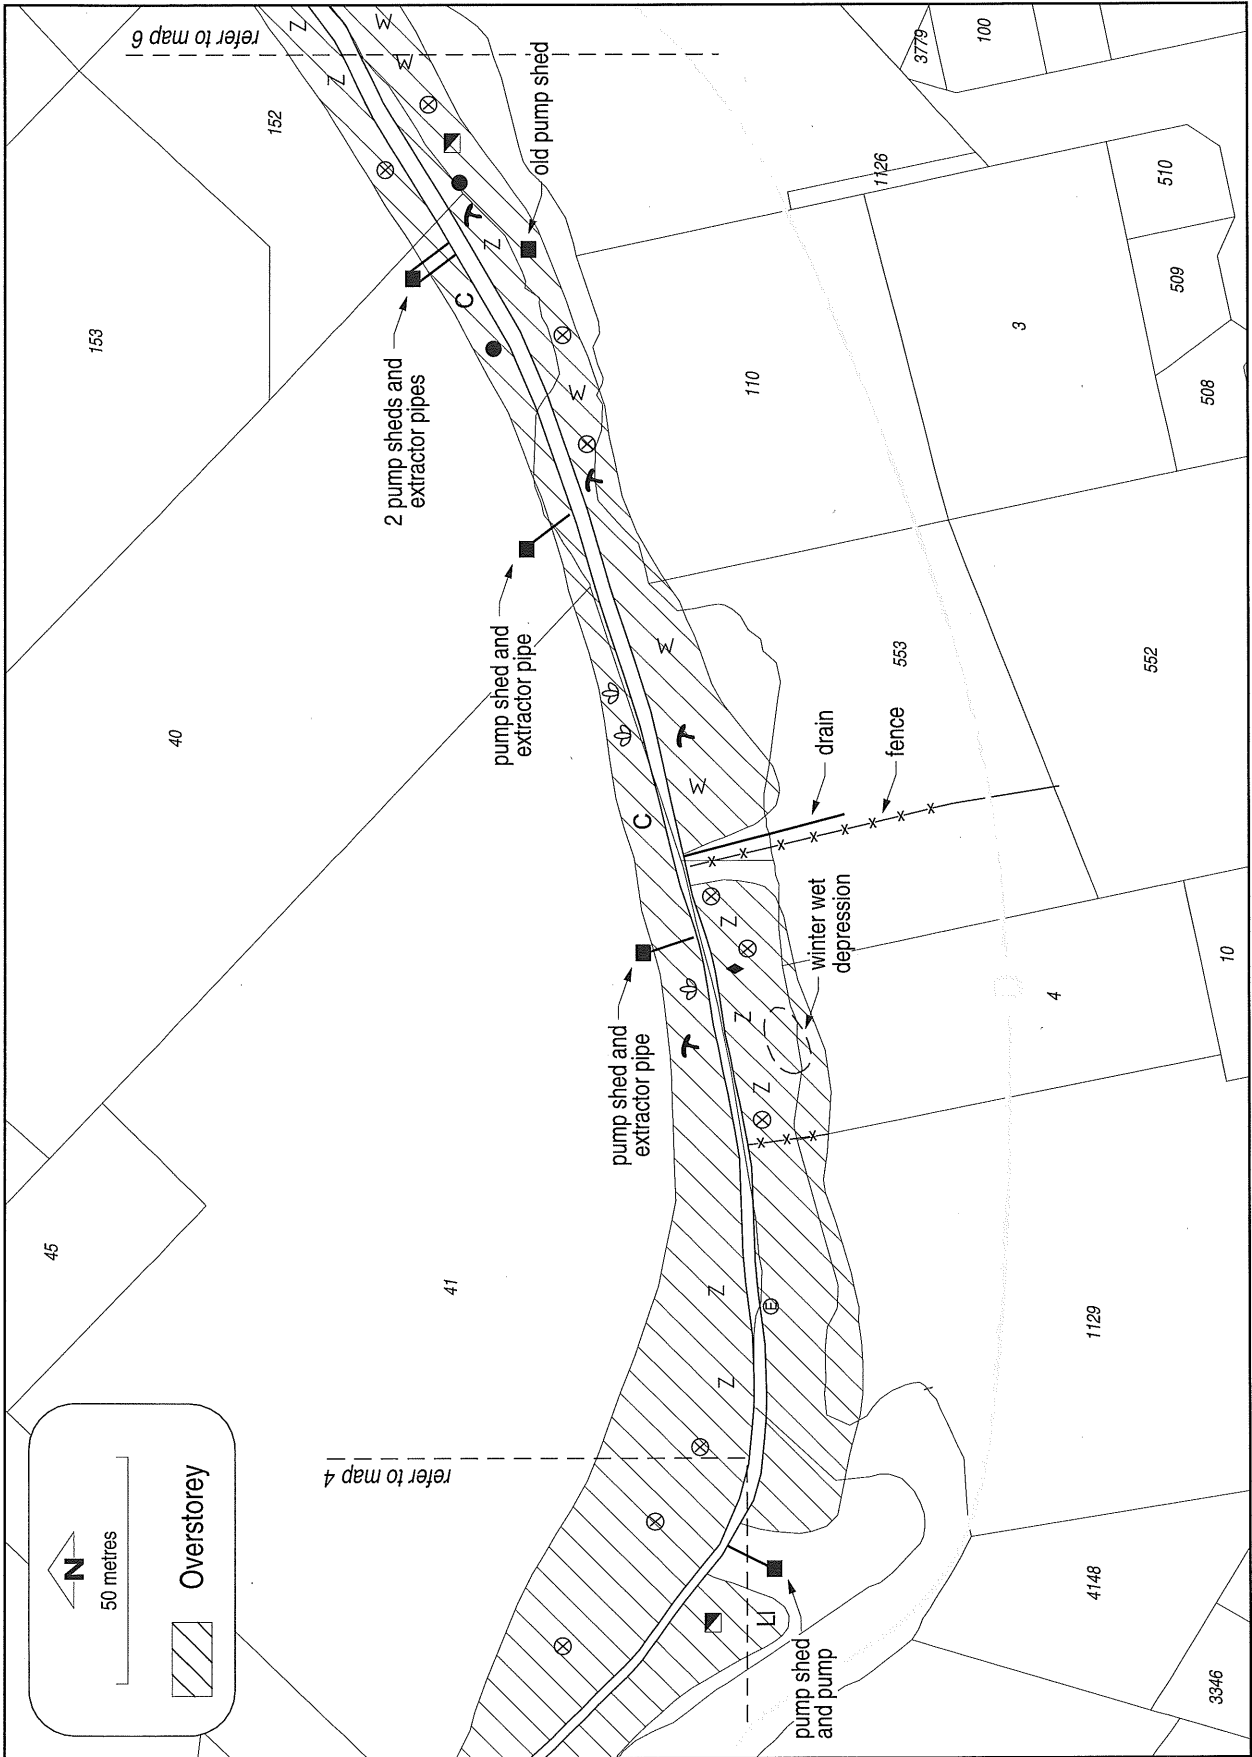 N
50 metres
Overstorey
45
153
40
refer to map 6
152
Z
Z
W
W
2 pump sheds and
extractor pipes
refer to map 4
41
C
Z
old pump shed
pump shed and
extractor pipe
W
pump shed and
extractor pipe
C
W
W
Z
Z
Z
Z
Z
E
LI
110
pump shed
and pump
winter wet
depression
drain
fence
553
1126
3779
100
3
4
1129
4148
552
510
509
508
3346
10